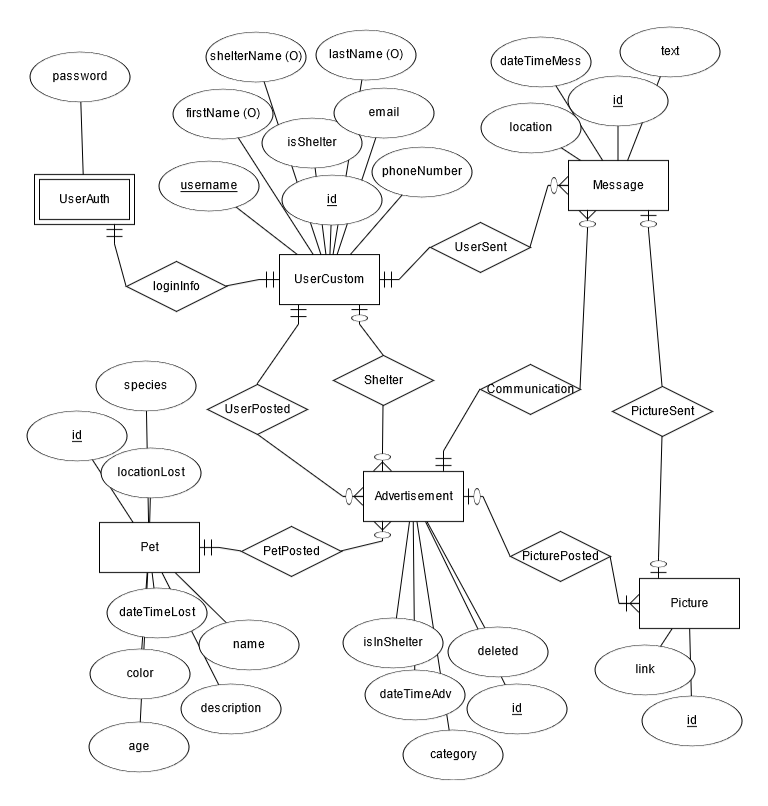 shelterName (O)
lastName (O)
text
dateTimeMess
password
id
firstName (O)
email
location
isShelter
phoneNumber
username
id
Message
UserAuth
UserSent
UserCustom
loginInfo
Shelter
species
Communication
UserPosted
PictureSent
id
locationLost
Advertisement
Pet
PetPosted
PicturePosted
Picture
dateTimeLost
name
isInShelter
deleted
color
link
dateTimeAdv
description
id
id
age
category